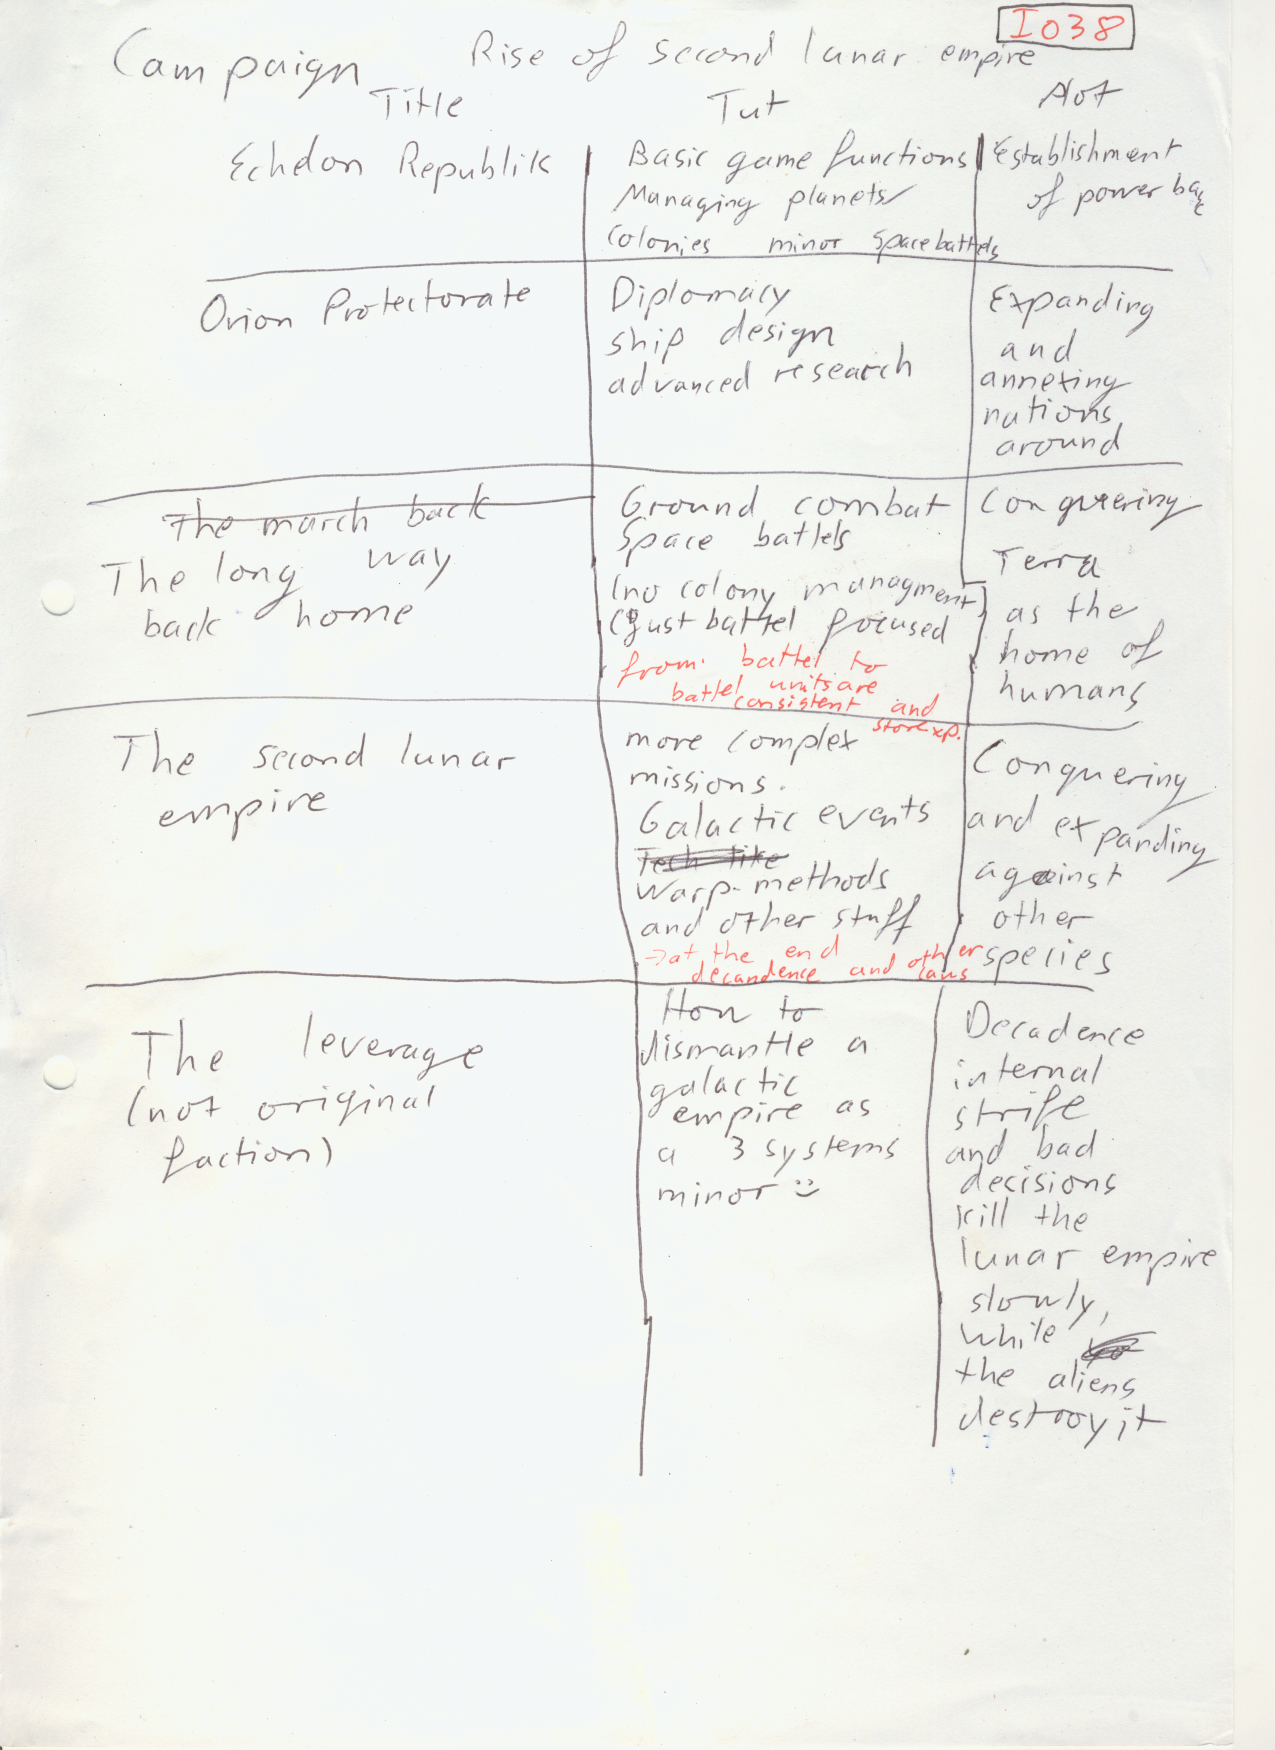 I038
Campaign Rise of second lunar empire
Title Tut
Echdon Republik
Basic game functions
Managing planets
Colonies minor Space battels
Establishment
of power base
Orion Protectorate
Diplomacy
ship design
advanced research
Expanding
and
annexing
nations
around
The march back
The long way
back home
Ground combat
Space battels
(no colony managment)
(just battel focused
from battel to
battel units are
consistent and
store xp.
Conquering
Terra
as the
home of
humans
The second lunar
empire
more complex
missions.
Galactic events
Tech like
Warp-methods
and other stuff
→ at the end
decandence and other
laws
Conquering
and expanding
against
other
species
The leverage
(not original
faction)
How to
dismantle a
galactic
empire as
a 3 systems
minor :)
Decadence
internal
strife
and bad
decisions
kill the
lunar empire
slowly,
while
the aliens
destroy it